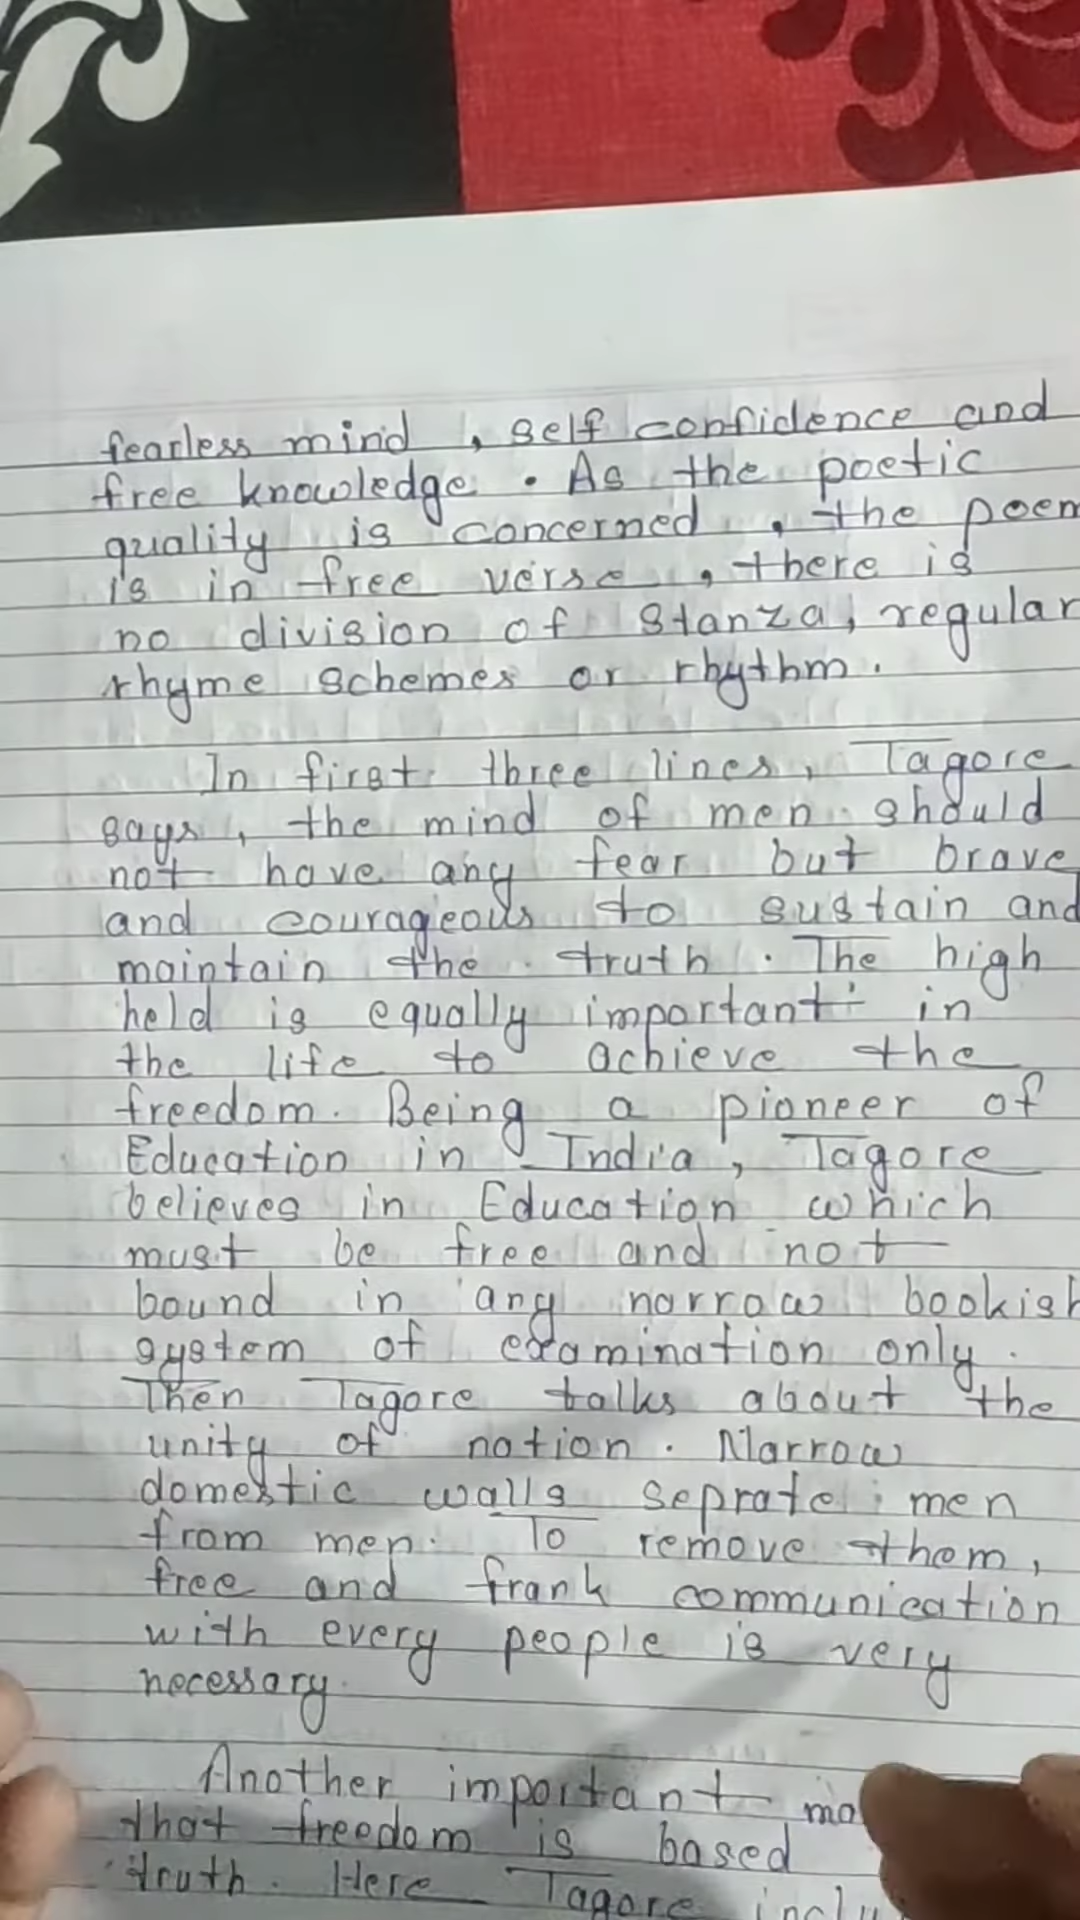 fearless mind, self confidence and
free knowledge. As the poetic
quality is concerned, the poem
is in free verse, there is
no division of stanza, regular
rhyme schemes or rhythm.
In first three lines, Tagore
says, the mind of men should
not have any fear but brave
and courageous to sustain and
maintain the truth. The high
held is equally important in
the life to achieve the
freedom. Being a pioneer of
Education in India, Tagore
believes in Education which
must be free and not
bound in any narrow bookish
system of examination only.
Then Tagore talks about the
unity of nation. Narrow
domestic walls seprate men
from men. To remove them,
free and frank communication
with every people is very
necessary.
Another important
that freedom is based
truth. Here Tagore